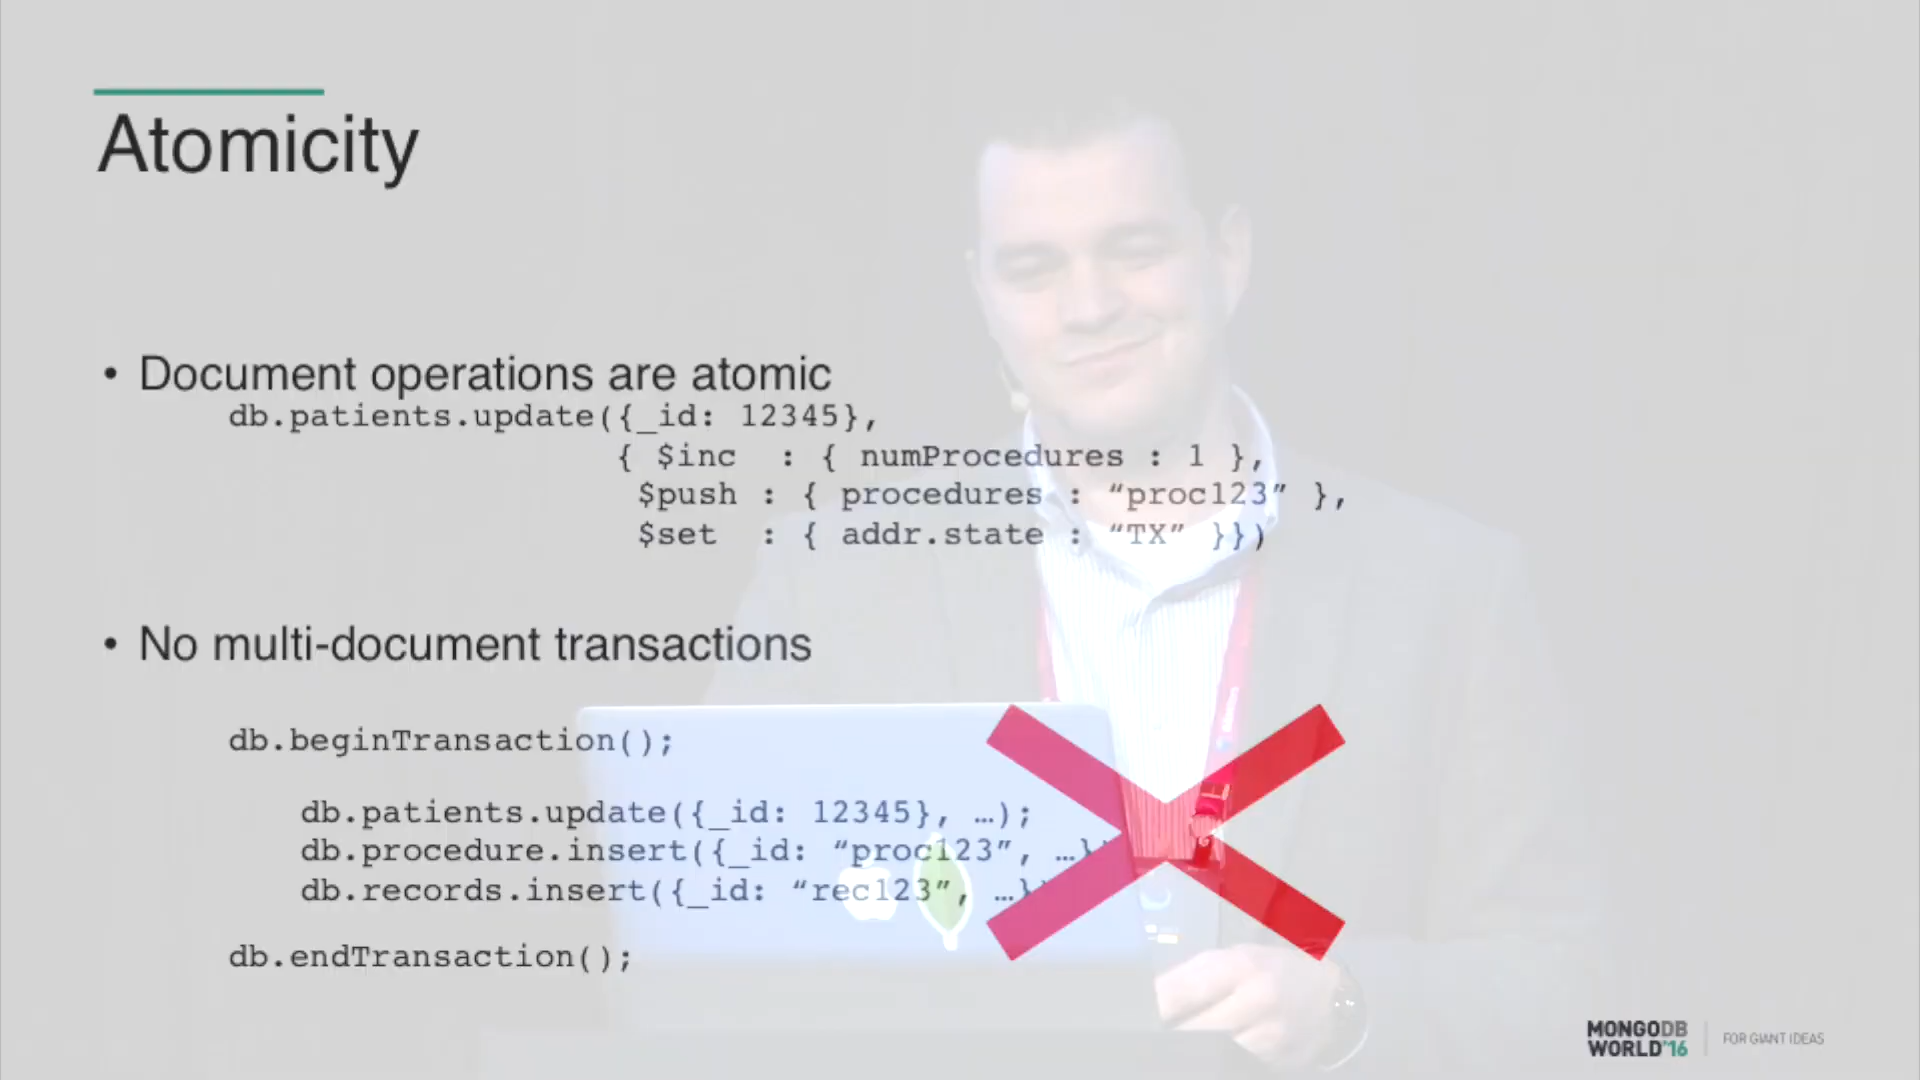 Atomicity
• Document operations are atomic
db.patients.update({_id: 12345},
{ $inc : { numProcedures : 1 },
$push : { procedures : “proc123” },
$set : { addr.state : “TX” }})
• No multi-document transactions
db.beginTransaction();
db.patients.update({_id: 12345}, …);
db.procedure.insert({_id: “proc123”, …}
db.records.insert({_id: “rec123”, …}
db.endTransaction();
MONGODB
WORLD'16
FOR GIANT IDEAS